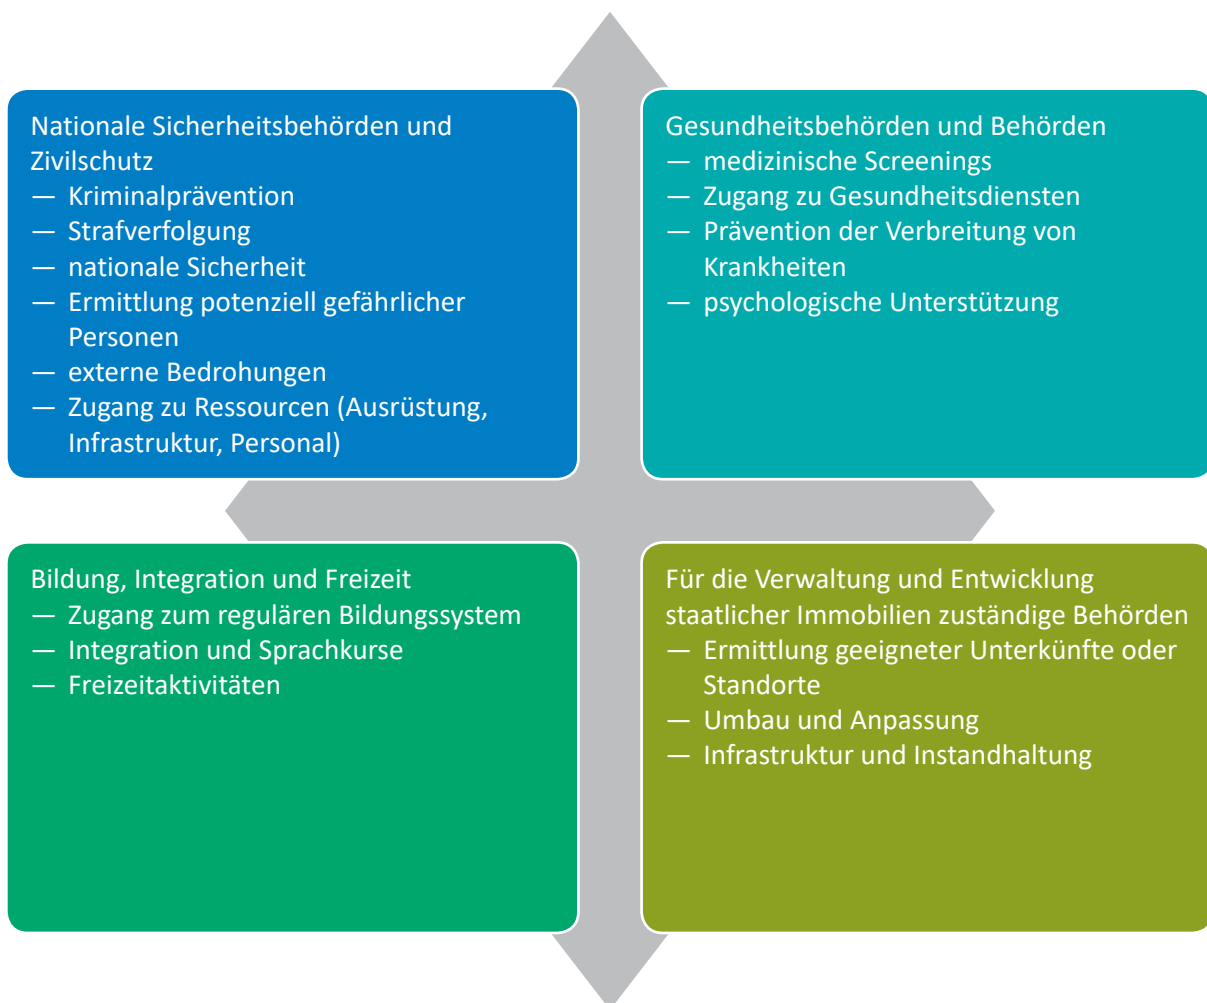 Nationale Sicherheitsbehörden und
Zivilschutz
— Kriminalprävention
— Strafverfolgung
— nationale Sicherheit
— Ermittlung potenziell gefährlicher
Personen
— externe Bedrohungen
— Zugang zu Ressourcen (Ausrüstung,
Infrastruktur, Personal)
Gesundheitsbehörden und Behörden
— medizinische Screenings
— Zugang zu Gesundheitsdiensten
— Prävention der Verbreitung von
Krankheiten
— psychologische Unterstützung
Bildung, Integration und Freizeit
— Zugang zum regulären Bildungssystem
— Integration und Sprachkurse
— Freizeitaktivitäten
Für die Verwaltung und Entwicklung
staatlicher Immobilien zuständige Behörden
— Ermittlung geeigneter Unterkünfte oder
Standorte
— Umbau und Anpassung
— Infrastruktur und Instandhaltung